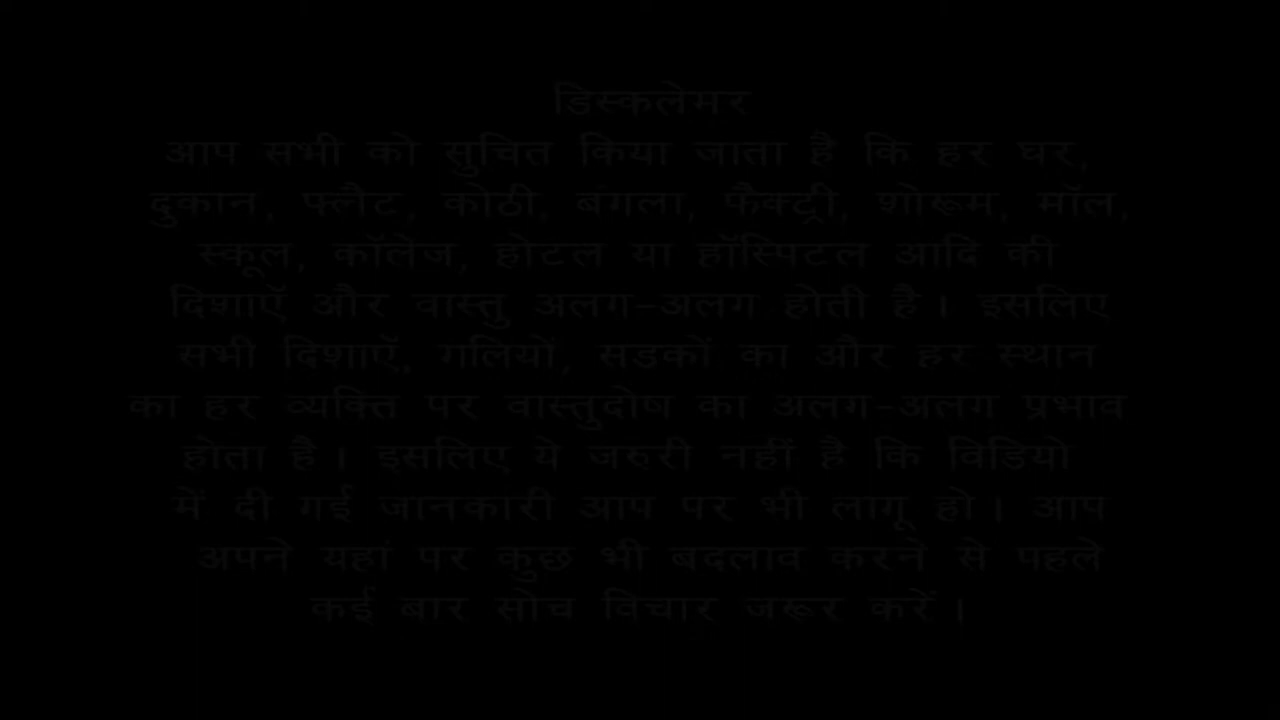 डिस्कलेमर
आप सभी को सुचित किया जाता है कि हर घर,
दुकान, फ्लैट, कोठी, बंगला, फैक्ट्री, शोरूम, मॉल,
स्कूल, कॉलेज, होटल या हॉस्पिटल आदि की
दिशाएँ और वास्तु अलग-अलग होती है। इसलिए
सभी दिशाएँ, गलियों, सडकों का और हर स्थान
का हर व्यक्ति पर वास्तुदोष का अलग-अलग प्रभाव
होता है। इसलिए ये जरुरी नहीं है कि विडियो
में दी गई जानकारी आप पर भी लागू हो। आप
अपने यहां पर कुछ भी बदलाव करने से पहले
कई बार सोच विचार जरूर करें।